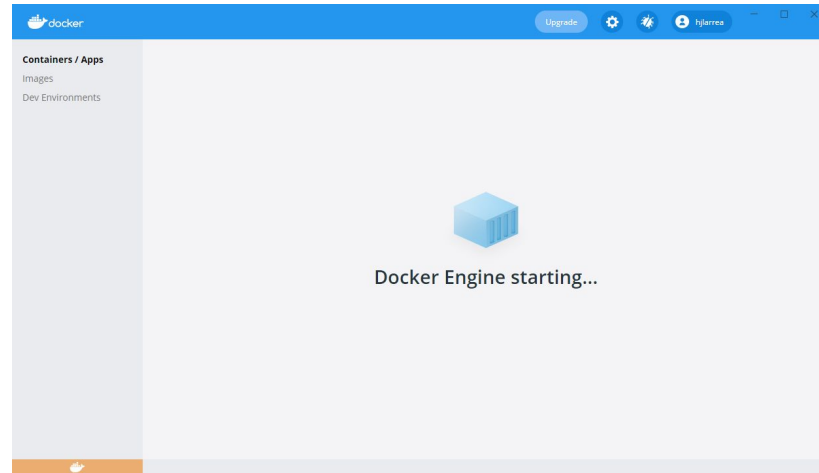 docker
Upgrade
hjlarrea
Containers / Apps
Images
Dev Environments
Docker Engine starting...